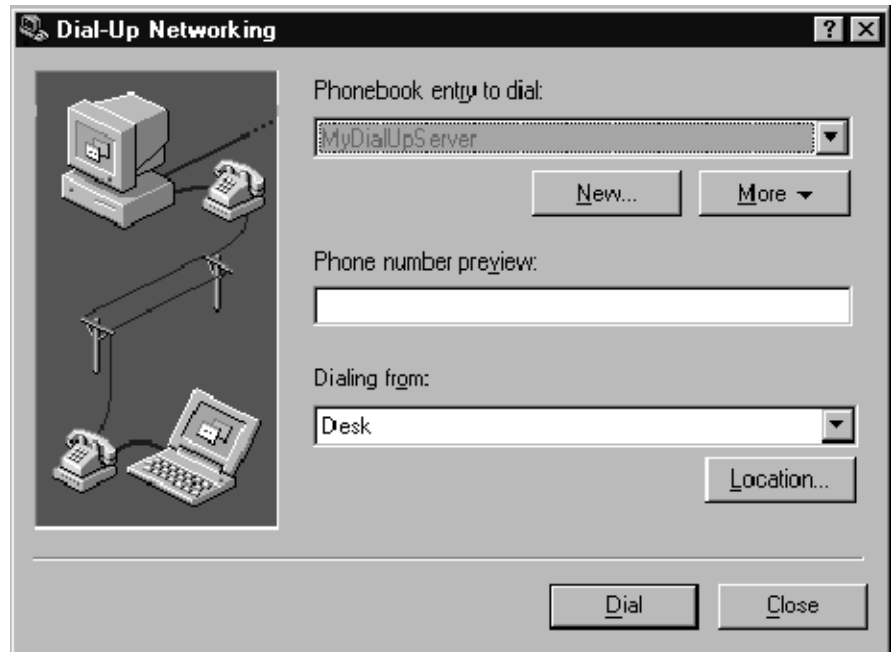 Dial-Up Networking
Phonebook entry to dial:
MyDialUpServer
New... More
Phone number preview:
Dialing from:
Desk
Location...
Dial Close